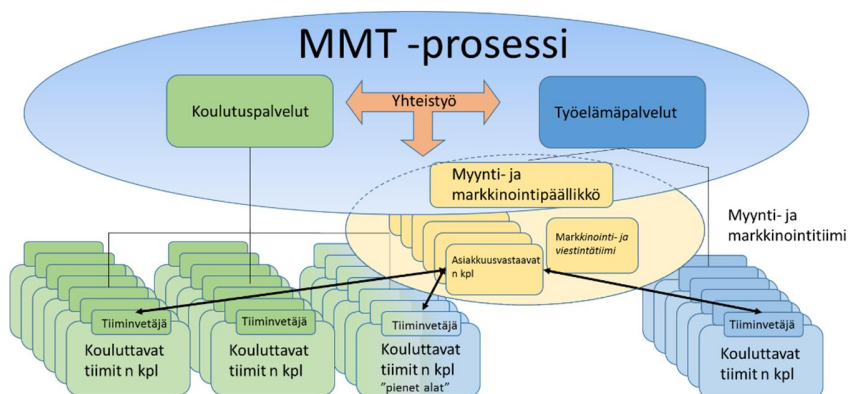 MMT -prosessi
Koulutuspalvelut
Yhteistyö
Työelämäpalvelut
Myynti- ja
markkinointipäällikkö
Myynti- ja
markkinointitiimi
Markkinointi- ja
viestintätiimi
Asiakkuusvastaavat
n kpl
Tiiminvetäjä
Kouluttavat
tiimit n kpl
Tiiminvetäjä
Kouluttavat
tiimit n kpl
Tiiminvetäjä
Kouluttavat
tiimit n kpl
"pienet alat"
Tiiminvetäjä
Kouluttavat
tiimit n kpl